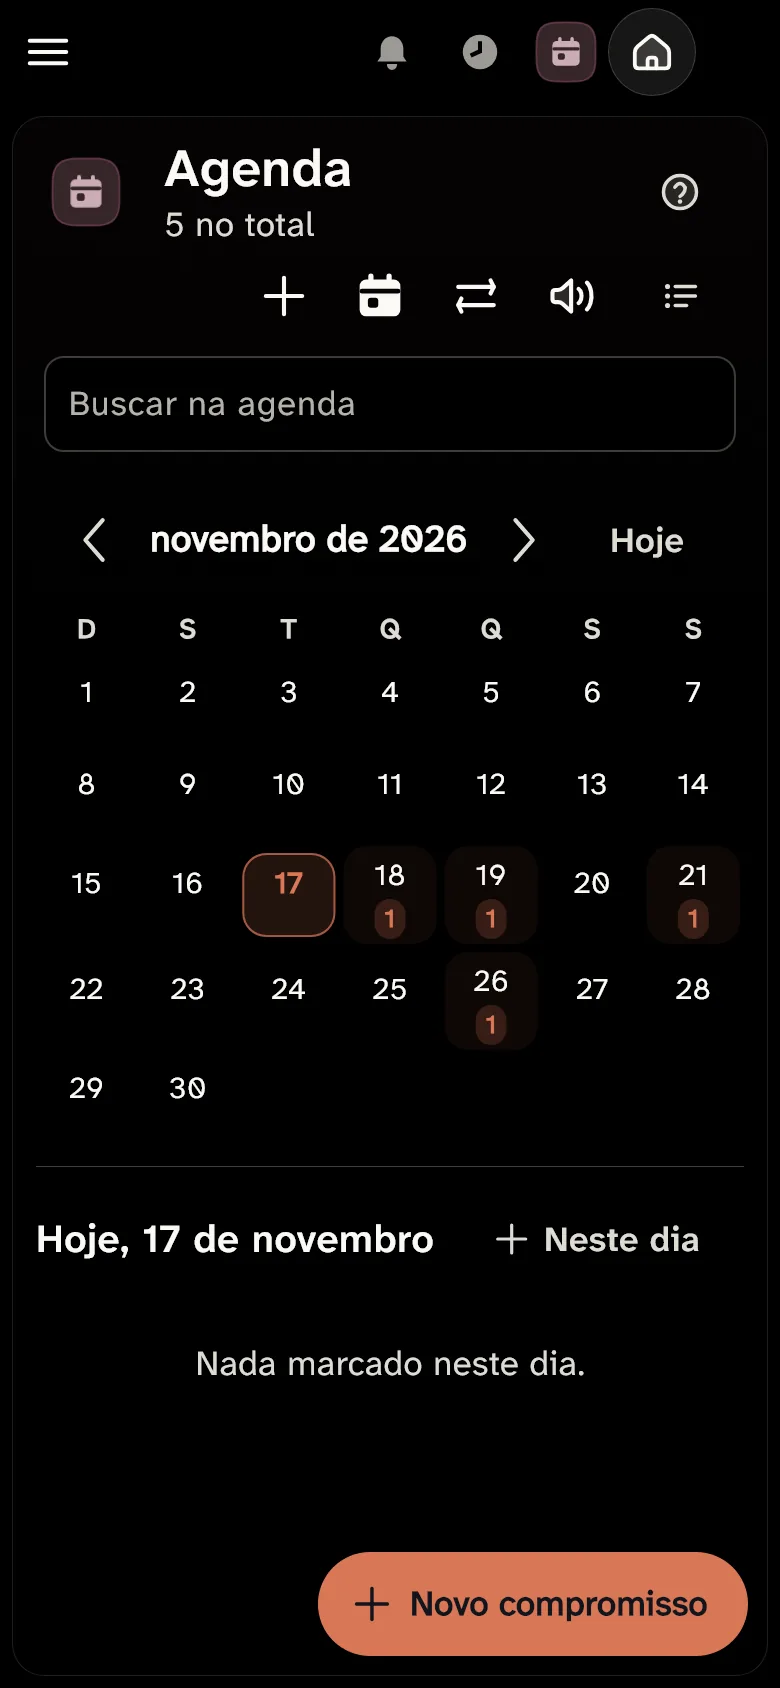 Agenda
5 no total
Buscar na agenda
novembro de 2026
Hoje
D S T Q Q S S
1 2 3 4 5 6 7
8 9 10 11 12 13 14
15 16 17 18 19 20 21
1 1 1
22 23 24 25 26 27 28
1
29 30
Hoje, 17 de novembro
Neste dia
Nada marcado neste dia.
Novo compromisso